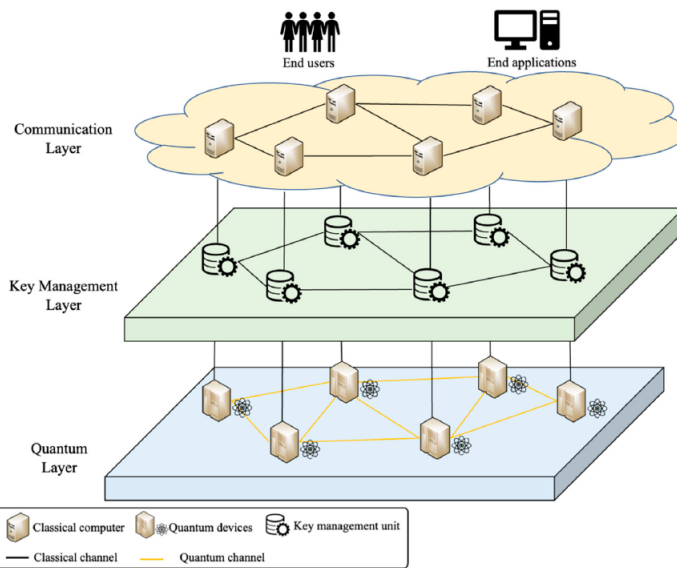 End users
End applications
Communication
Layer
Key Management
Layer
Quantum
Layer
Classical computer
Quantum devices
Key management unit
Classical channel
Quantum channel